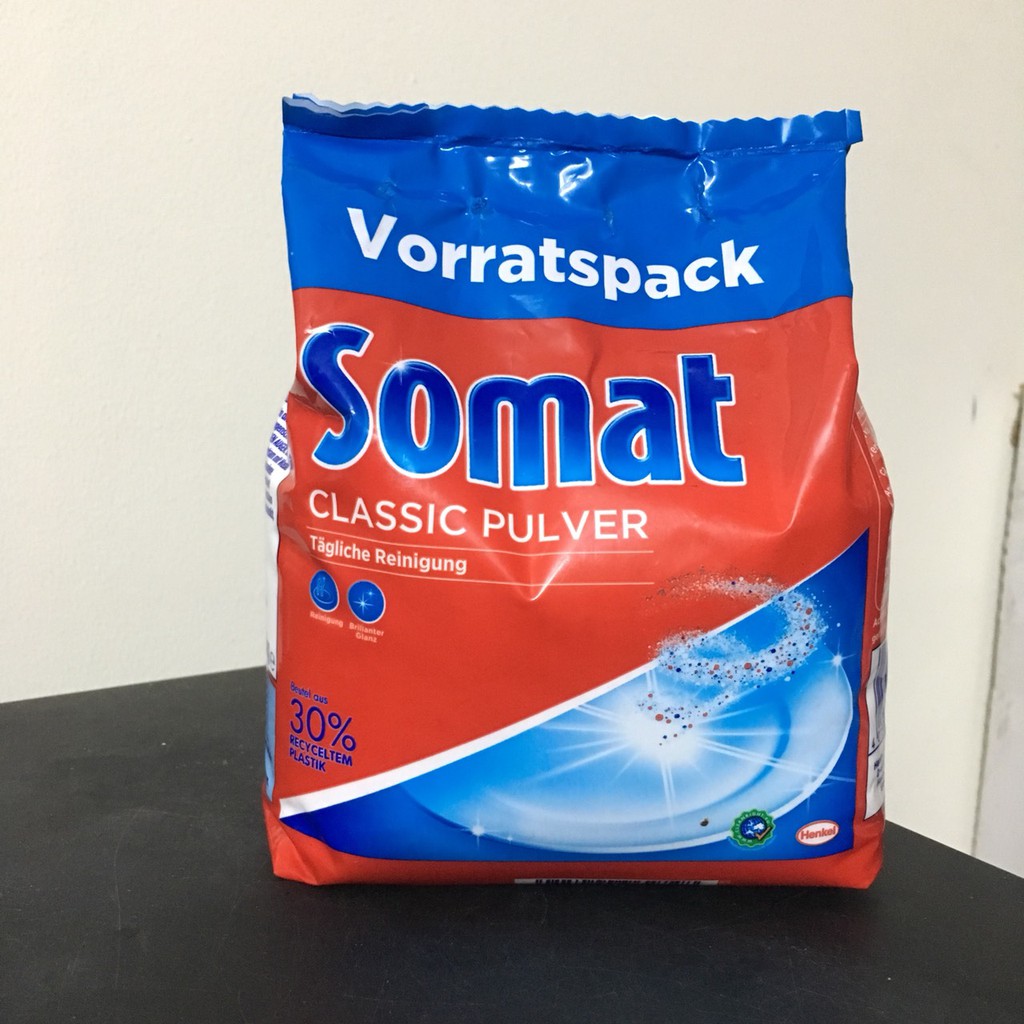 Vorratspack
Somat
CLASSIC PULVER
Tägliche Reinigung
Reinigung
Brillanter
Glanz
Beutel aus
30%
RECYCELTEM
PLASTIK
Henkel